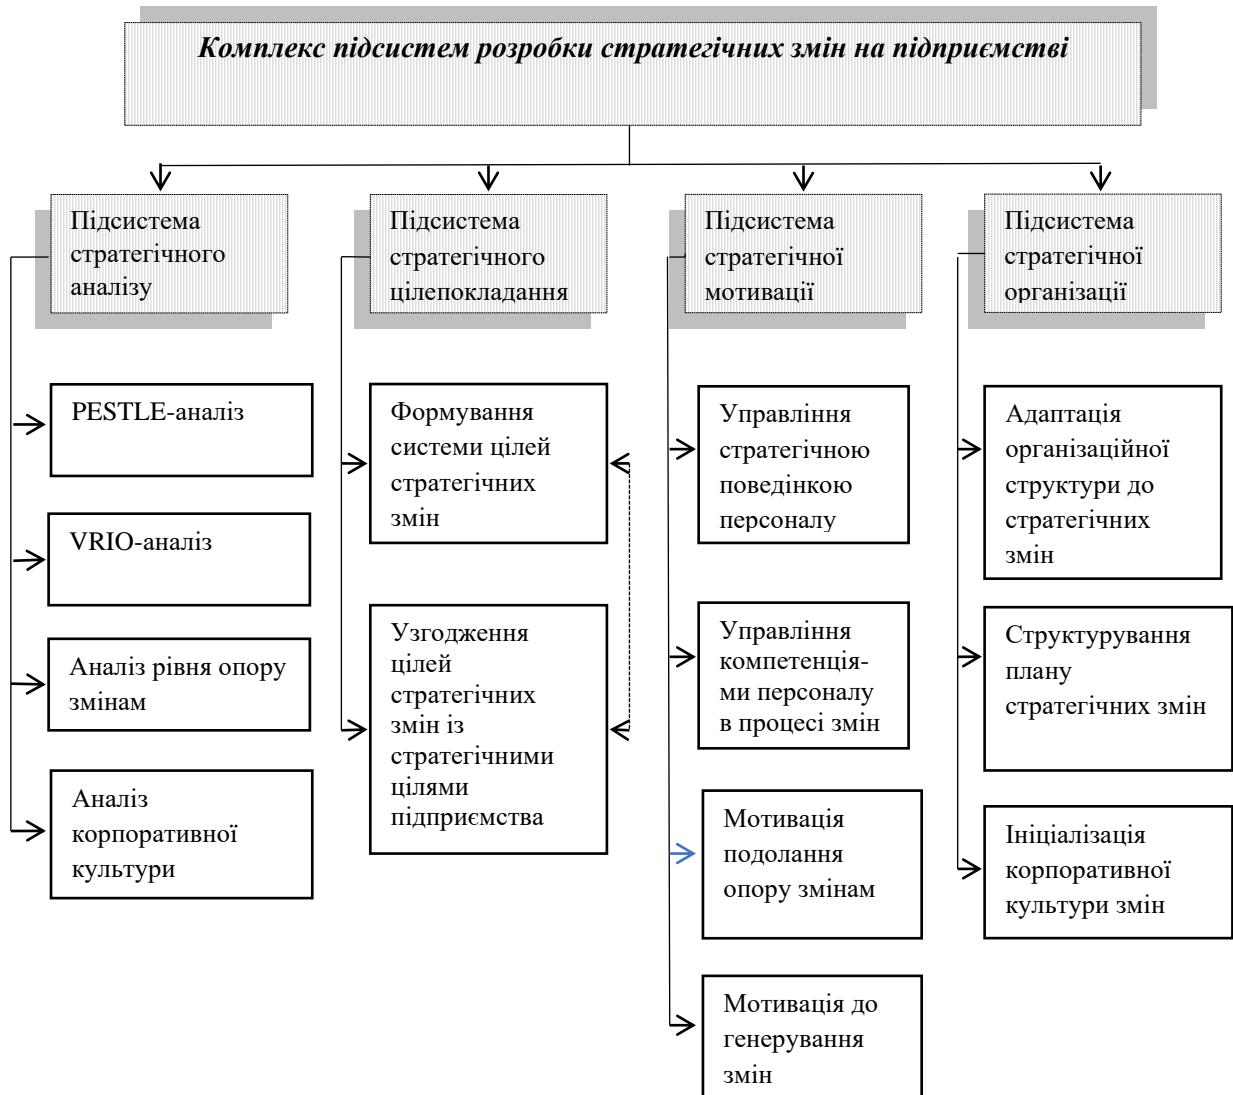 Комплекс підсистем розробки стратегічних змін на підприємстві
Підсистема
стратегічного
аналізу
Підсистема
стратегічного
цілепокладання
Підсистема
стратегічної
мотивації
Підсистема
стратегічної
організації
PESTLE-аналіз
VRIO-аналіз
Аналіз рівня опору
змінам
Аналіз
корпоративної
культури
Формування
системи цілей
стратегічних
змін
Узгодження
цілей
стратегічних
змін із
стратегічними
цілями
підприємства
Управління
стратегічною
поведінкою
персоналу
Управління
компетенція-
ми персоналу
в процесі змін
Мотивація
подолання
опору змінам
Мотивація до
генерування
змін
Адаптація
організаційної
структури до
стратегічних
змін
Структурування
плану
стратегічних змін
Ініціалізація
корпоративної
культури змін